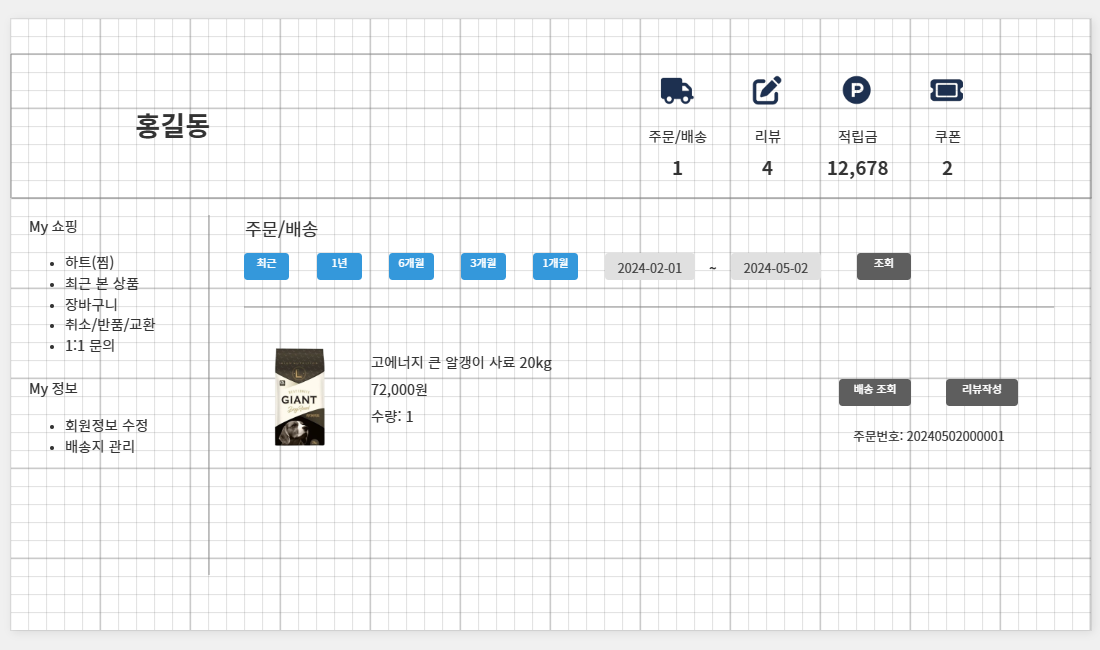 홍길동
주문/배송
리뷰
적립금
쿠폰
1
4
12,678
2
My 쇼핑
하트(찜)
최근 본 상품
장바구니
취소/반품/교환
1:1 문의
My 정보
회원정보 수정
배송지 관리
주문/배송
최근
1년
6개월
3개월
1개월
2024-02-01
~
2024-05-02
조회
L
GIANT
고에너지 큰 알갱이 사료 20kg
72,000원
수량: 1
배송 조회
리뷰작성
주문번호: 20240502000001